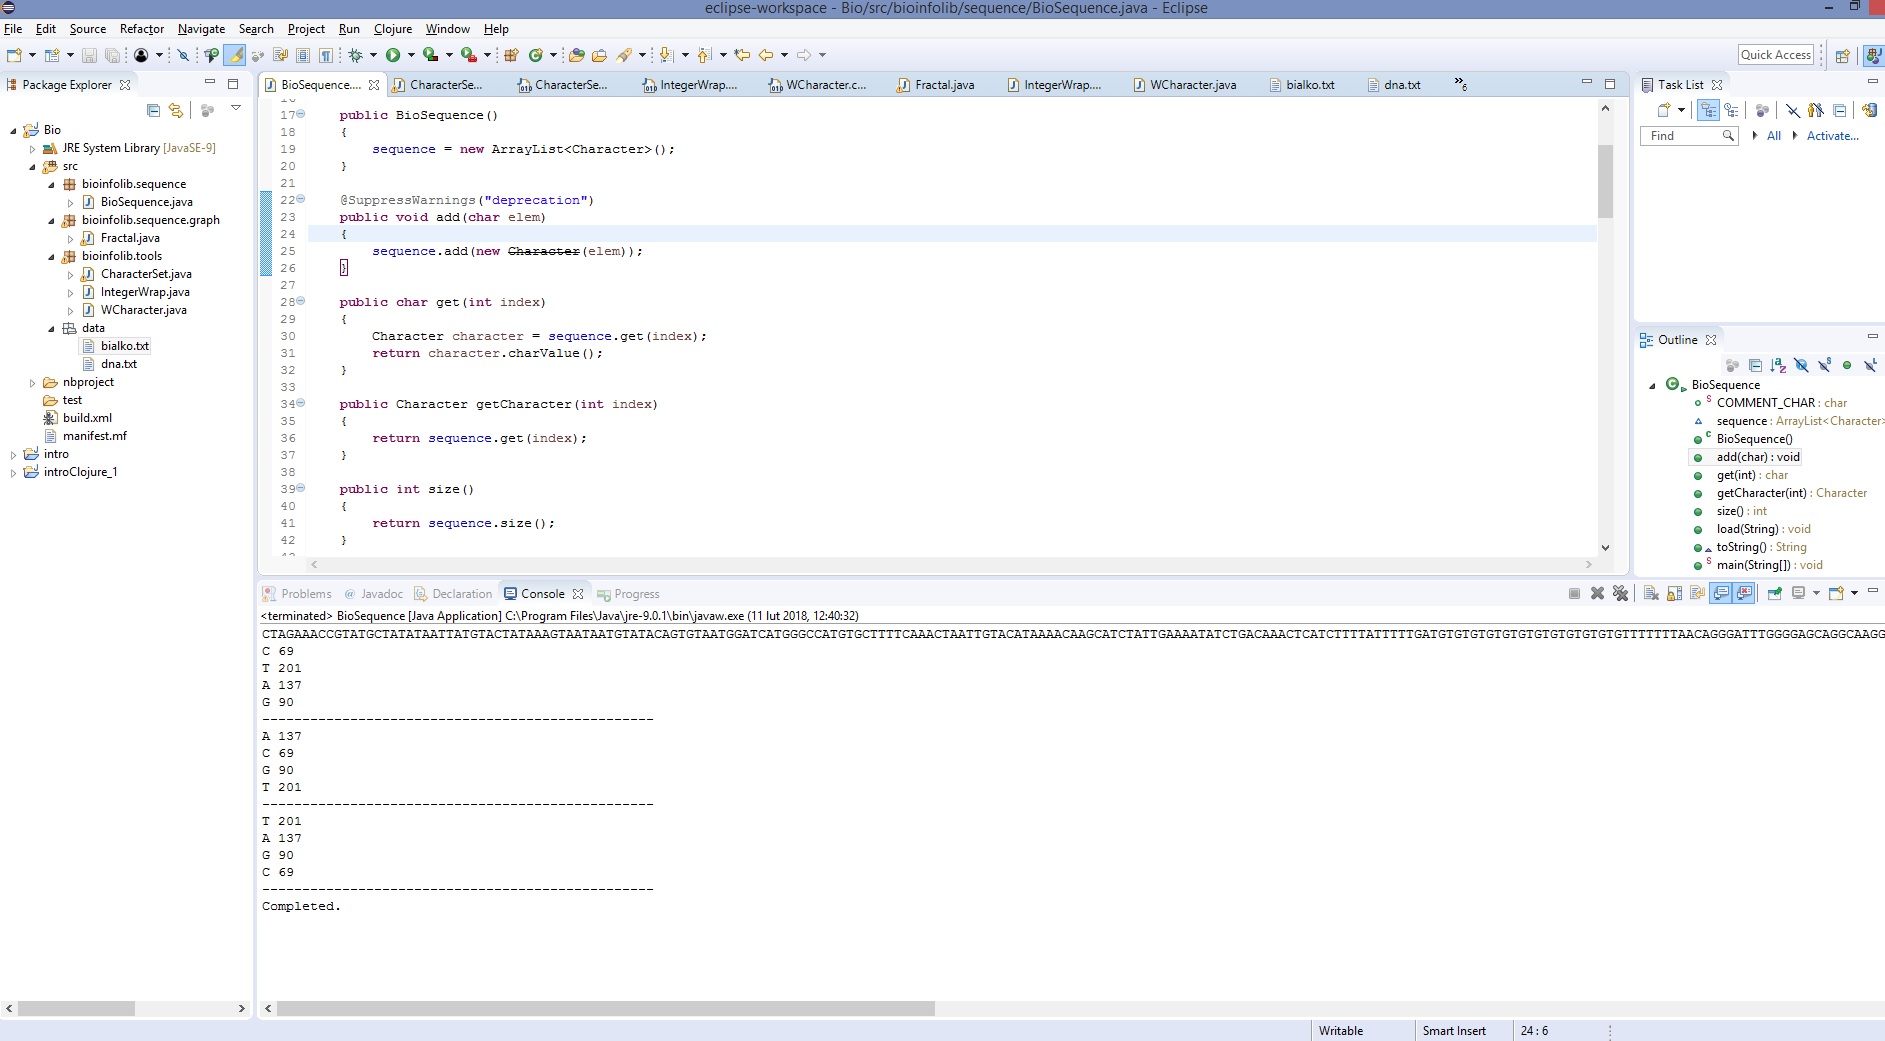 eclipse-workspace - Bio/src/bioinfolib/sequence/BioSequence.java - Eclipse
File Edit Source Refactor Navigate Search Project Run Clojure Window Help
Quick Access
Package Explorer
Bio
JRE System Library [JavaSE-9]
src
bioinfolib.sequence
BioSequence.java
bioinfolib.sequence.graph
Fractal.java
bioinfolib.tools
CharacterSet.java
IntegerWrap.java
WCharacter.java
data
bialko.txt
dna.txt
nbproject
test
build.xml
manifest.mf
intro
introClojure_1
BioSequence.... CharacterSe... CharacterSe... IntegerWrap.... WCharacter.c... Fractal.java IntegerWrap.... WCharacter.java bialko.txt dna.txt »6
17 public BioSequence()
18 {
19 sequence = new ArrayList<Character>();
20 }
21
22 @SuppressWarnings("deprecation")
23 public void add(char elem)
24 {
25 sequence.add(new Character(elem));
26 }
27
28 public char get(int index)
29 {
30 Character character = sequence.get(index);
31 return character.charValue();
32 }
33
34 public Character getCharacter(int index)
35 {
36 return sequence.get(index);
37 }
38
39 public int size()
40 {
41 return sequence.size();
42 }
Task List
Find All Activate...
Outline
BioSequence
COMMENT_CHAR : char
sequence : ArrayList<Character>
BioSequence()
add(char) : void
get(int) : char
getCharacter(int) : Character
size() : int
load(String) : void
toString() : String
main(String[]) : void
Problems @ Javadoc Declaration Console Progress
<terminated> BioSequence [Java Application] C:\Program Files\Java\jre-9.0.1\bin\javaw.exe (11 lut 2018, 12:40:32)
CTAGAAACCGTATGCTATATAATTATGTACTATAAAGTAATAATGTATACAGTGTAATGGATCATGGGCCATGTGCTTTTCAAACTAATTGTACATAAAACAAGCATCTATTGAAAATATCTGACAAACTCATCTTTTATTTTTGATGTGTGTGTGTGTGTGTGTGTGTGTTTTTTTAACAGGGATTTGGGGAGCAGGCAAGG
C 69
T 201
A 137
G 90
-------------------------------------------------
A 137
C 69
G 90
T 201
-------------------------------------------------
T 201
A 137
G 90
C 69
-------------------------------------------------
Completed.
Writable Smart Insert 24 : 6